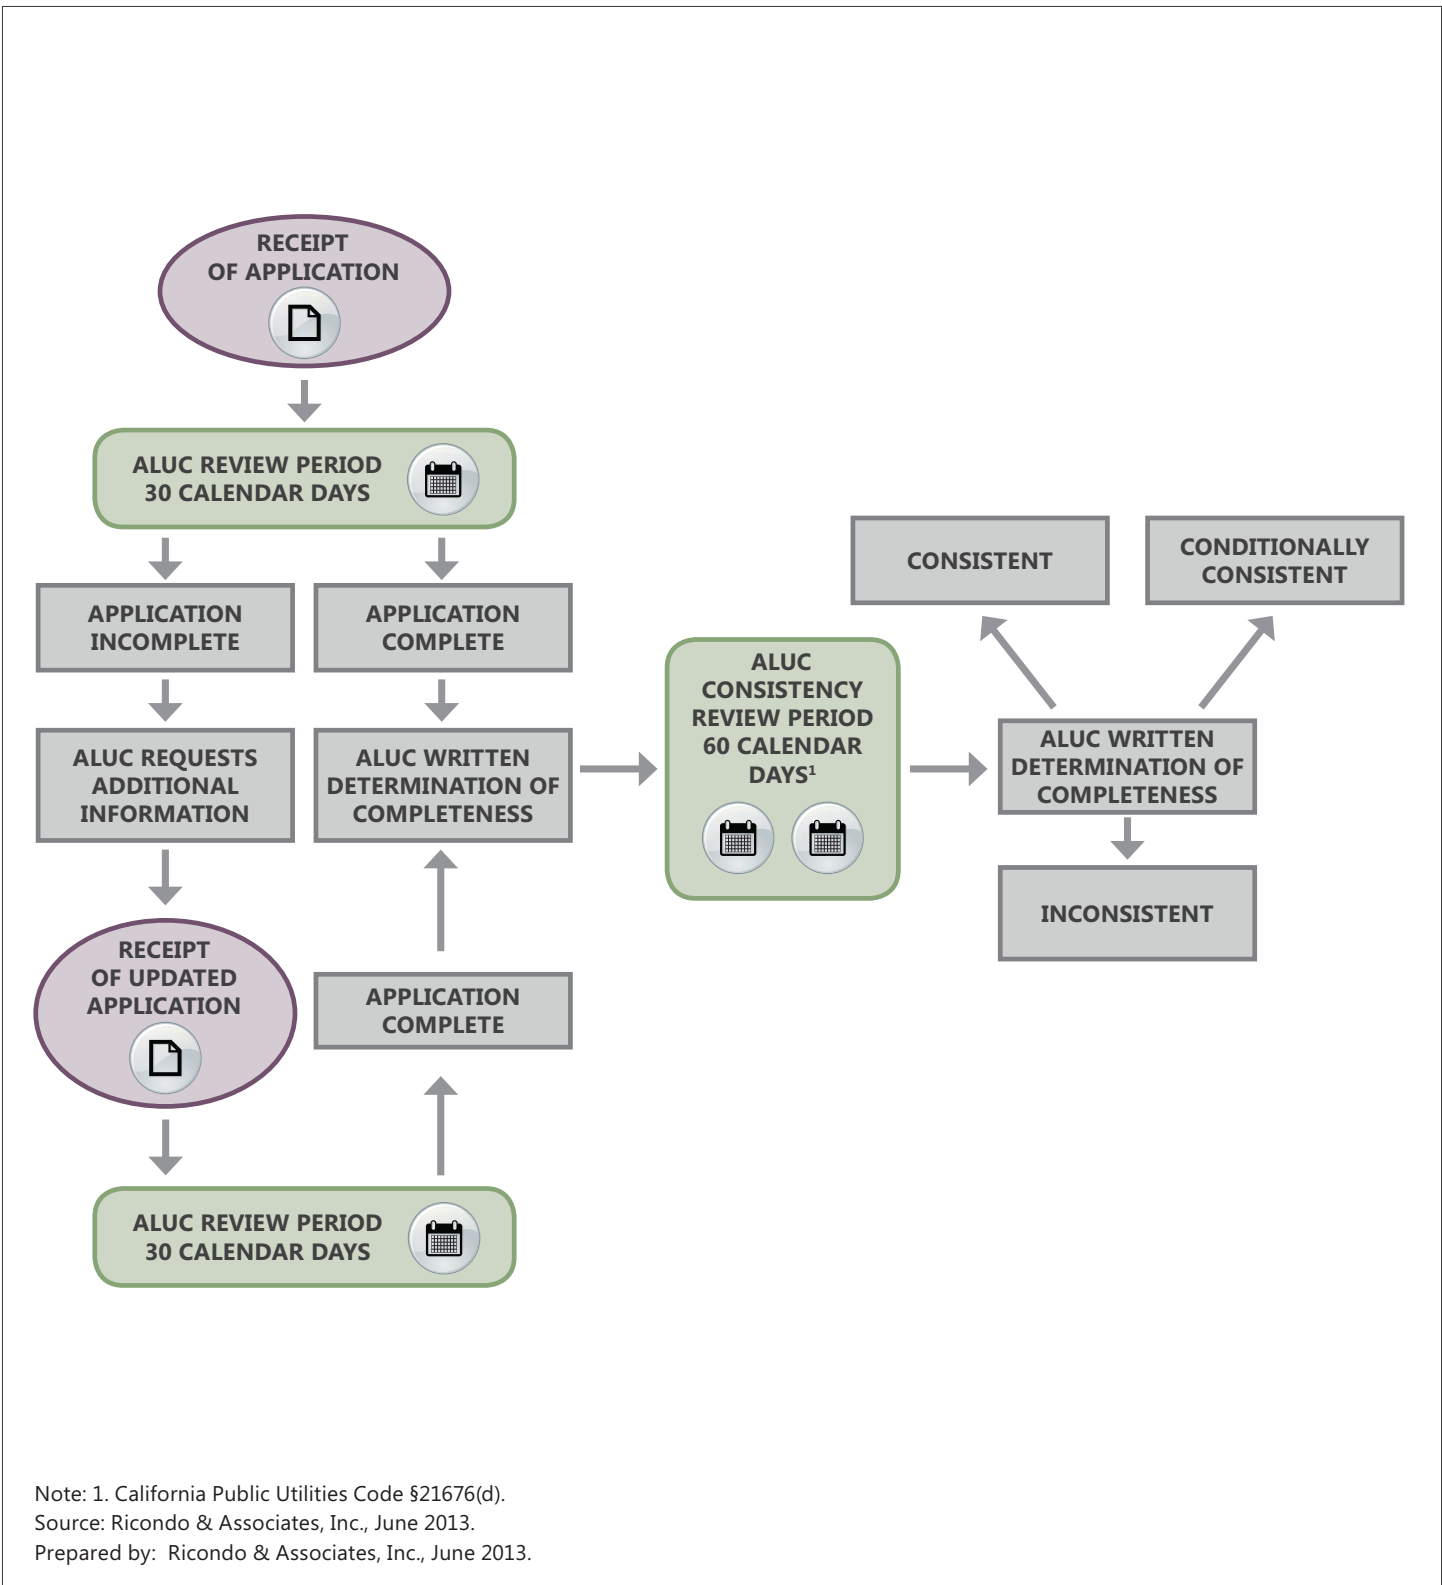 RECEIPT
OF APPLICATION
ALUC REVIEW PERIOD
30 CALENDAR DAYS
APPLICATION
INCOMPLETE
APPLICATION
COMPLETE
ALUC REQUESTS
ADDITIONAL
INFORMATION
ALUC WRITTEN
DETERMINATION OF
COMPLETENESS
RECEIPT
OF UPDATED
APPLICATION
APPLICATION
COMPLETE
ALUC REVIEW PERIOD
30 CALENDAR DAYS
ALUC
CONSISTENCY
REVIEW PERIOD
60 CALENDAR
DAYS¹
CONSISTENT
CONDITIONALLY
CONSISTENT
ALUC WRITTEN
DETERMINATION OF
COMPLETENESS
INCONSISTENT
Note: 1. California Public Utilities Code §21676(d).
Source: Ricondo & Associates, Inc., June 2013.
Prepared by: Ricondo & Associates, Inc., June 2013.